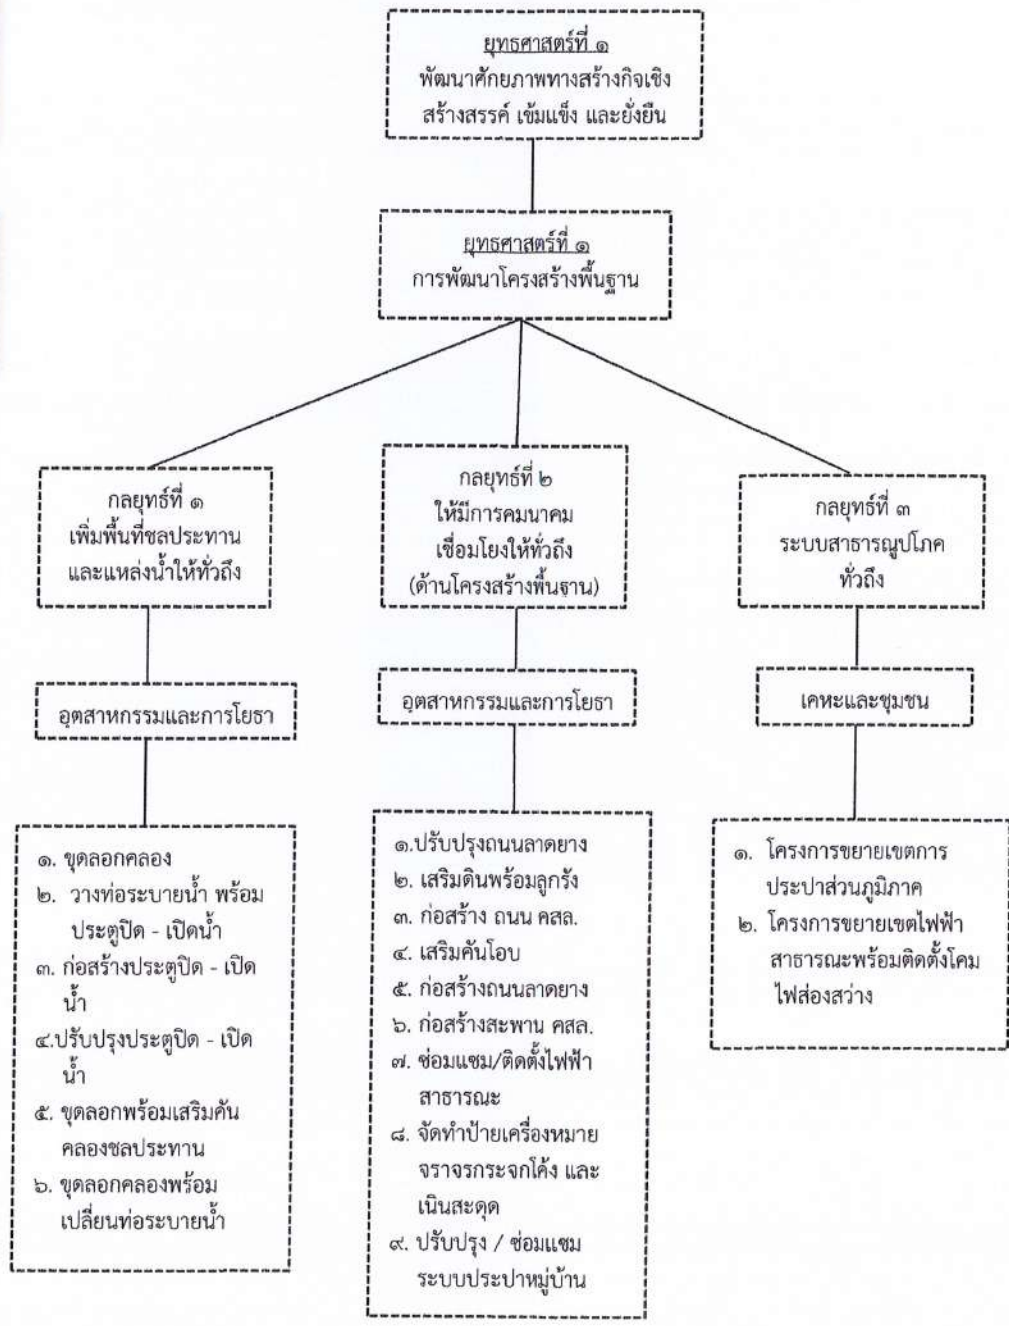 ยุทธศาสตร์ที่ ๑
พัฒนาศักยภาพทางสร้างกิจเชิง
สร้างสรรค์ เข้มแข็ง และยั่งยืน
ยุทธศาสตร์ที่ ๑
การพัฒนาโครงสร้างพื้นฐาน
กลยุทธ์ที่ ๑
เพิ่มพื้นที่ชลประทาน
และแหล่งน้ำให้ทั่วถึง
อุตสาหกรรมและการโยธา
๑. ขุดลอกคลอง
๒. วางท่อระบายน้ำ พร้อม
ประตูปิด - เปิดน้ำ
๓. ก่อสร้างประตูปิด - เปิด
น้ำ
๔.ปรับปรุงประตูปิด - เปิด
น้ำ
๕. ขุดลอกพร้อมเสริมคัน
คลองชลประทาน
๖. ขุดลอกคลองพร้อม
เปลี่ยนท่อระบายน้ำ
กลยุทธ์ที่ ๒
ให้มีการคมนาคม
เชื่อมโยงให้ทั่วถึง
(ด้านโครงสร้างพื้นฐาน)
อุตสาหกรรมและการโยธา
๑.ปรับปรุงถนนลาดยาง
๒. เสริมดินพร้อมลูกรัง
๓. ก่อสร้าง ถนน คสล.
๔. เสริมคันโอบ
๕. ก่อสร้างถนนลาดยาง
๖. ก่อสร้างสะพาน คสล.
๗. ซ่อมแซม/ติดตั้งไฟฟ้า
สาธารณะ
๘. จัดทำป้ายเครื่องหมาย
จราจรกระจกโค้ง และ
เนินสะดุด
๙. ปรับปรุง / ซ่อมแซม
ระบบประปาหมู่บ้าน
กลยุทธ์ที่ ๓
ระบบสาธารณูปโภค
ทั่วถึง
เคหะและชุมชน
๑. โครงการขยายเขตการ
ประปาส่วนภูมิภาค
๒. โครงการขยายเขตไฟฟ้า
สาธารณะพร้อมติดตั้งโคม
ไฟส่องสว่าง